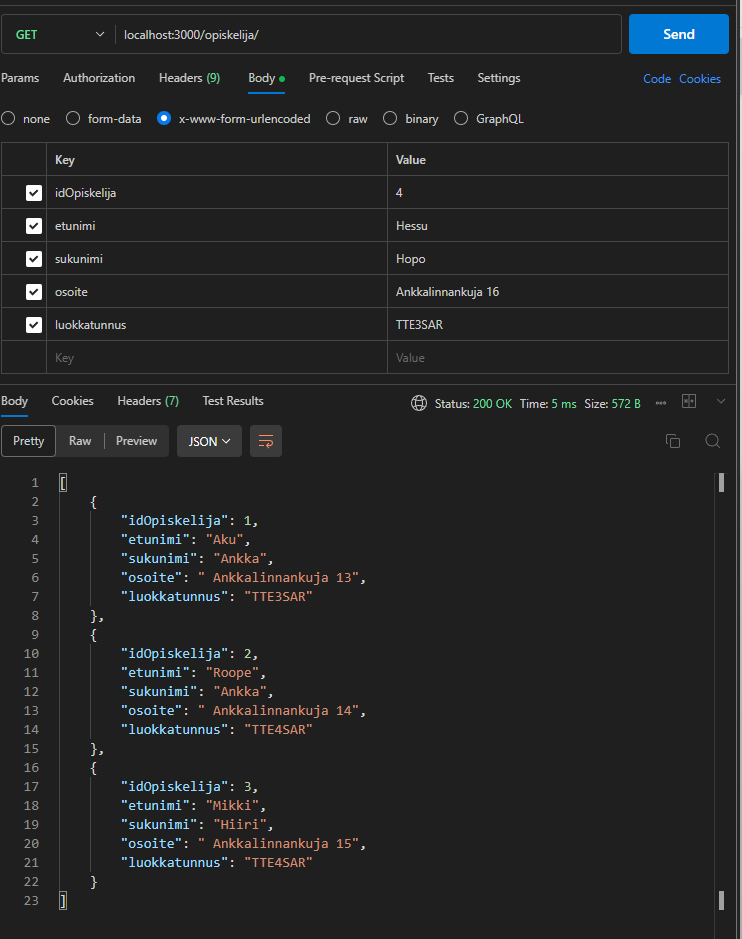 GET localhost:3000/opiskelija/ Send
Params Authorization Headers (9) Body Pre-request Script Tests Settings Code Cookies
none form-data x-www-form-urlencoded raw binary GraphQL
Key Value
idOpiskelija 4
etunimi Hessu
sukunimi Hopo
osoite Ankkalinnankuja 16
luokkatunnus TTE3SAR
Key Value
Body Cookies Headers (7) Test Results Status: 200 OK Time: 5 ms Size: 572 B
Pretty Raw Preview JSON
1 [
2 {
3 "idOpiskelija": 1,
4 "etunimi": "Aku",
5 "sukunimi": "Ankka",
6 "osoite": " Ankkalinnankuja 13",
7 "luokkatunnus": "TTE3SAR"
8 },
9 {
10 "idOpiskelija": 2,
11 "etunimi": "Roope",
12 "sukunimi": "Ankka",
13 "osoite": " Ankkalinnankuja 14",
14 "luokkatunnus": "TTE4SAR"
15 },
16 {
17 "idOpiskelija": 3,
18 "etunimi": "Mikki",
19 "sukunimi": "Hiiri",
20 "osoite": " Ankkalinnankuja 15",
21 "luokkatunnus": "TTE4SAR"
22 }
23 ]